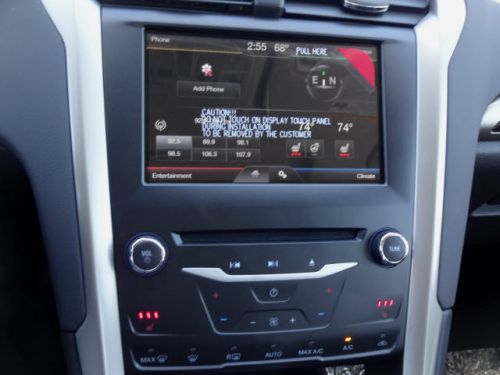 Phone
2:55 68° PULL HERE
Add Phone
E N
CAUTION!!!
DO NOT TOUCH ON DISPLAY TOUCH PANEL
DURING INSTALLATION
TO BE REMOVED BY THE CUSTOMER
74° 74°
92.5 89.9 98.1
98.5 106.3 107.9
Entertainment Climate
VOL TUNE
MAX R AUTO MAX A/C A/C